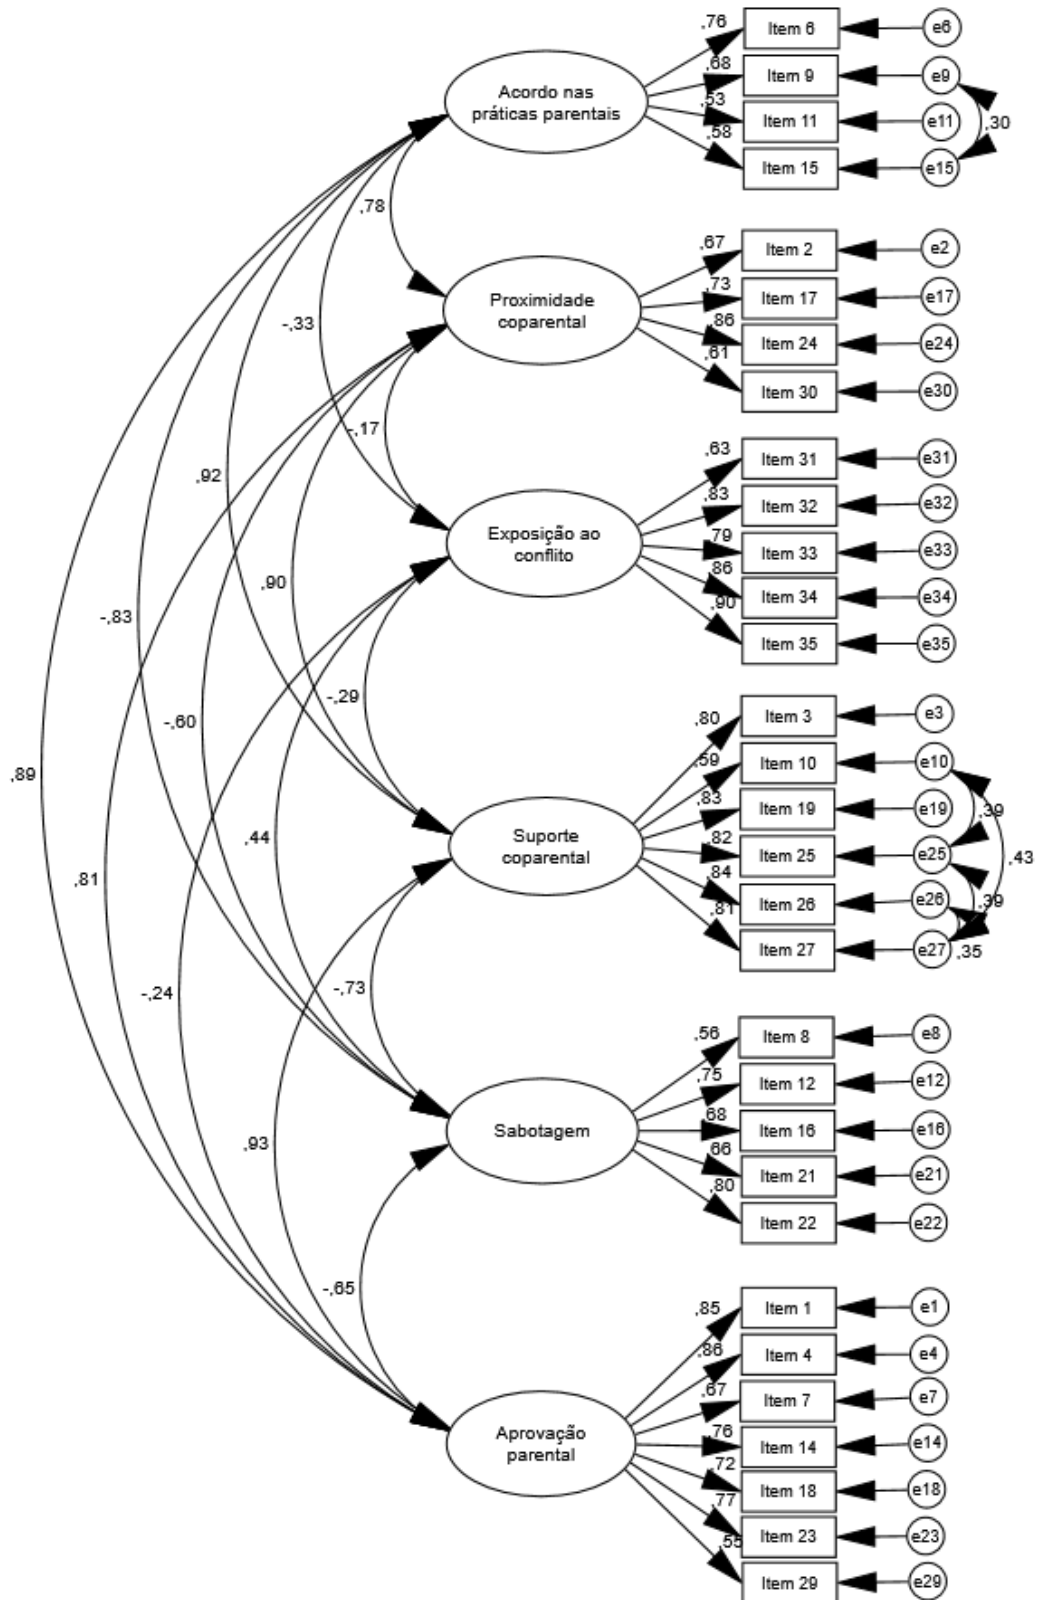 ,76
Item 6
e6
Acordo nas
práticas parentais
,68
Item 9
e9
,53
Item 11
e11
,30
,58
Item 15
e15
,78
,67
Item 2
e2
Proximidade
coparental
,73
Item 17
e17
-,33
,86
Item 24
e24
,61
Item 30
e30
-,17
,63
Item 31
e31
,92
,83
Item 32
e32
Exposição ao
conflito
,79
Item 33
e33
,90
,86
Item 34
e34
-,83
,90
Item 35
e35
-,29
-,60
,80
Item 3
e3
,89
,59
Item 10
e10
,83
Item 19
e19
,39
,44
Suporte
coparental
,82
Item 25
e25
,43
,81
,84
Item 26
e26
,39
,81
Item 27
e27
,35
-,24
-,73
,56
Item 8
e8
,75
Item 12
e12
,93
Sabotagem
,68
Item 16
e16
,66
Item 21
e21
,80
Item 22
e22
-,65
,85
Item 1
e1
,86
Item 4
e4
,67
Item 7
e7
Aprovação
parental
,76
Item 14
e14
,72
Item 18
e18
,77
Item 23
e23
,55
Item 29
e29